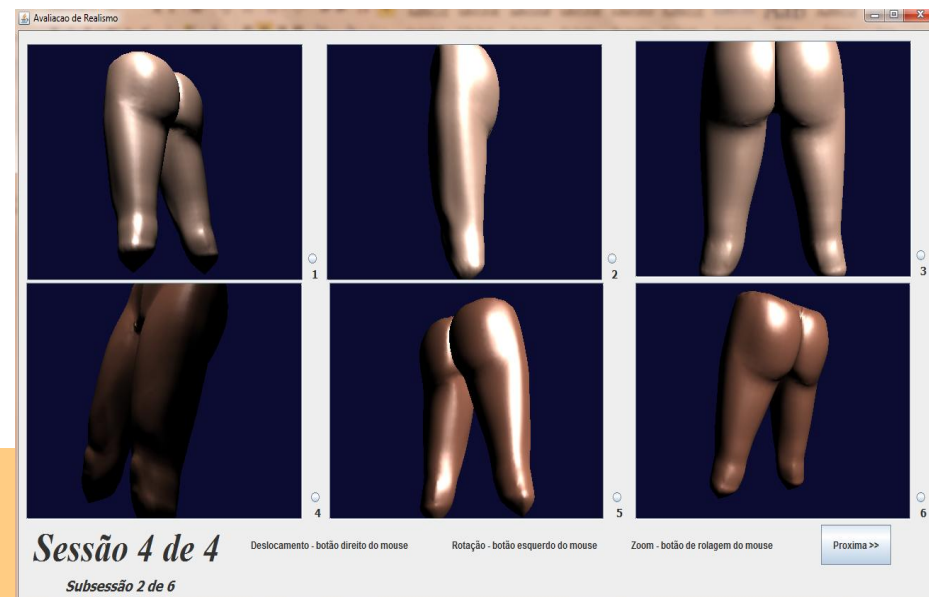 Avaliacao de Realismo
1
2
3
4
5
6
Sessão 4 de 4
Deslocamento - botão direito do mouse
Rotação - botão esquerdo do mouse
Zoom - botão de rolagem do mouse
Proxima >>
Subsessão 2 de 6